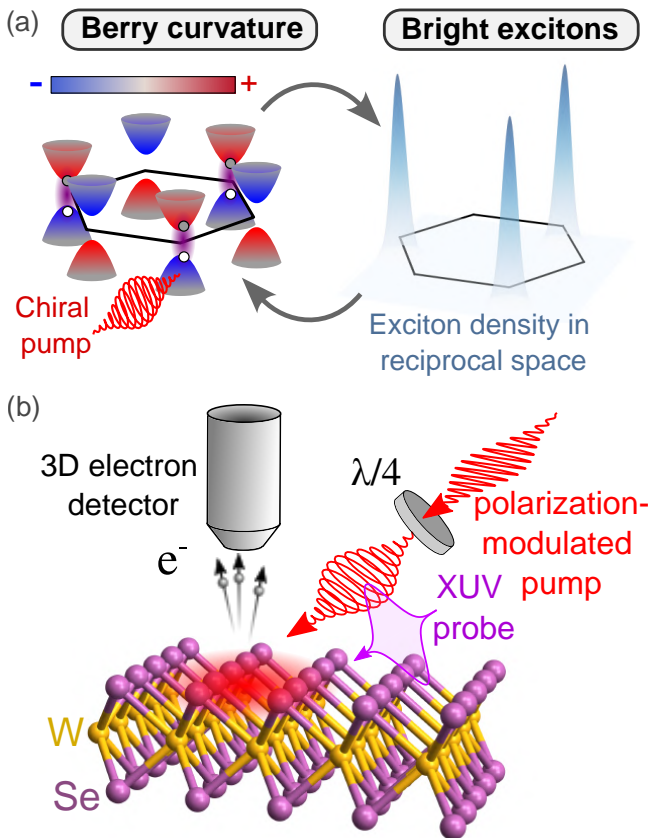 (a)
Berry curvature
Bright excitons
- +
Chiral
pump
Exciton density in
reciprocal space
(b)
3D electron
detector
e-
λ/4
polarization-
modulated
pump
XUV
probe
W
Se